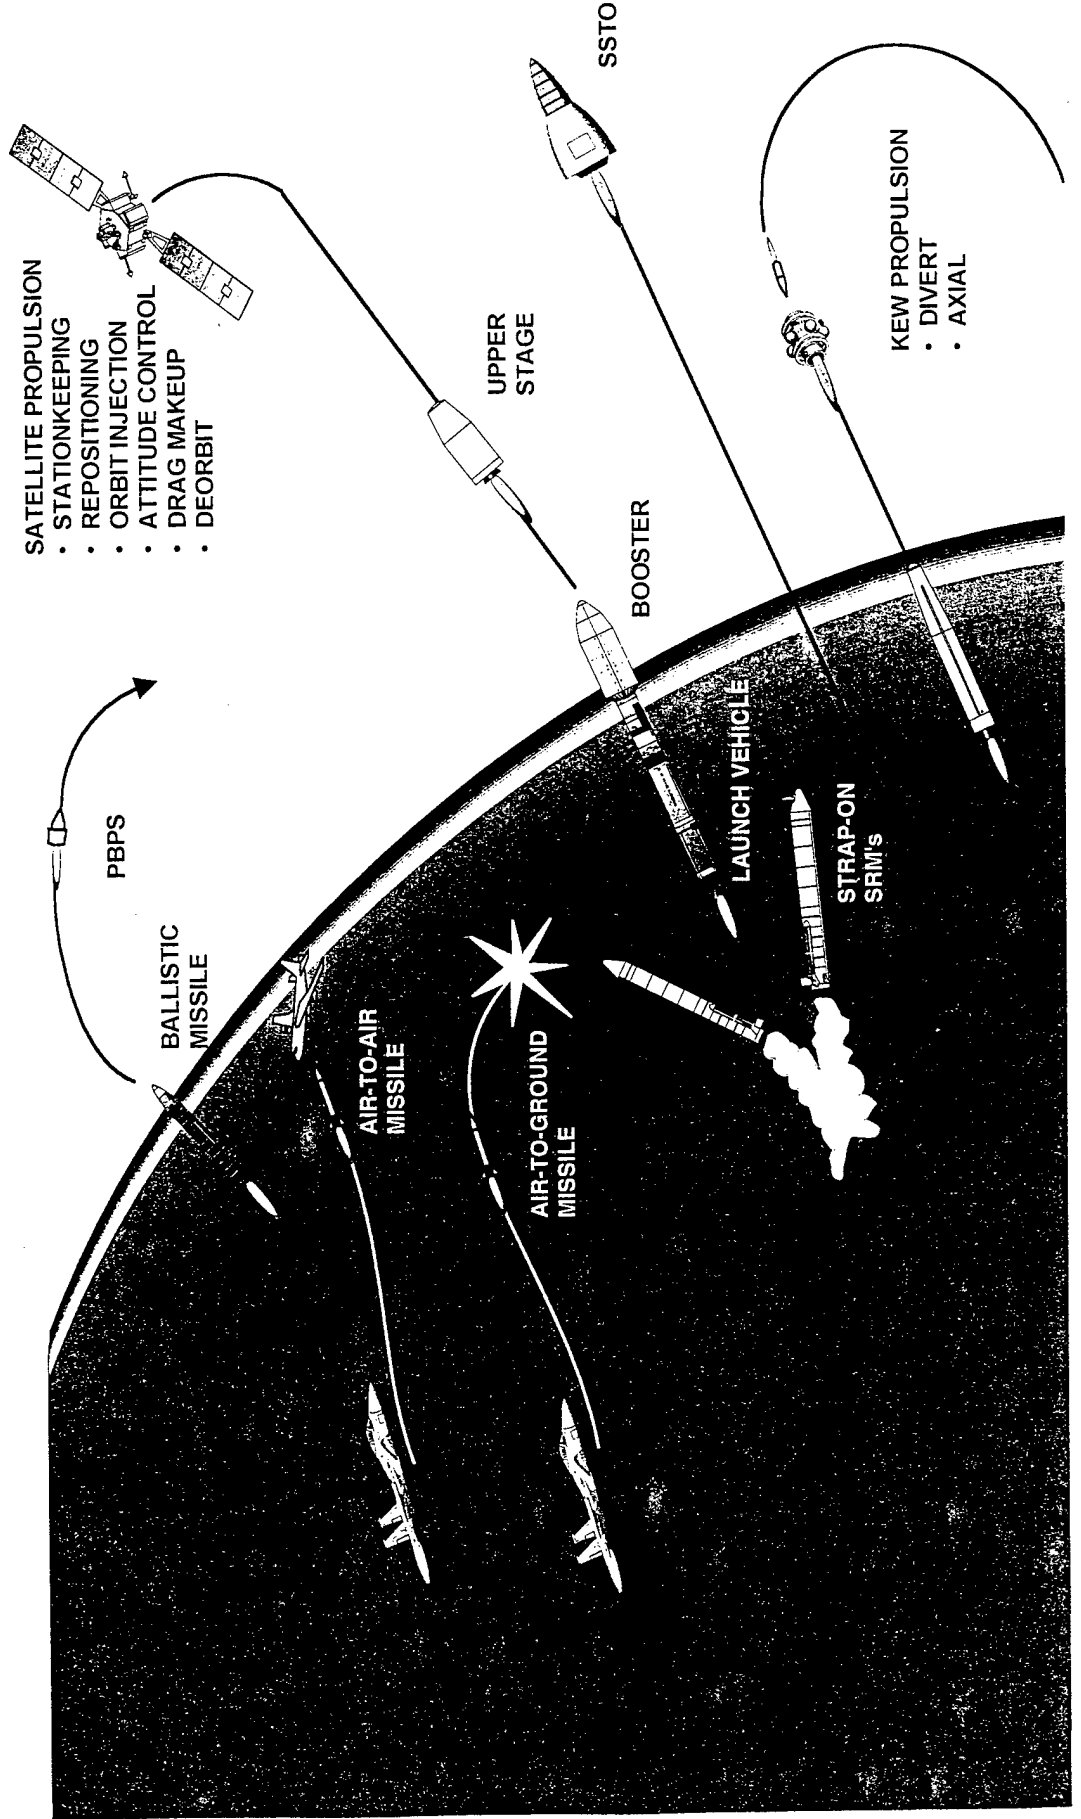 SATELLITE PROPULSION
• STATIONKEEPING
• REPOSITIONING
• ORBIT INJECTION
• ATTITUDE CONTROL
• DRAG MAKEUP
• DEORBIT
PBPS
BALLISTIC
MISSILE
AIR-TO-AIR
MISSILE
AIR-TO-GROUND
MISSILE
UPPER
STAGE
BOOSTER
LAUNCH VEHICLE
STRAP-ON
SRM's
SSTO
KEW PROPULSION
• DIVERT
• AXIAL